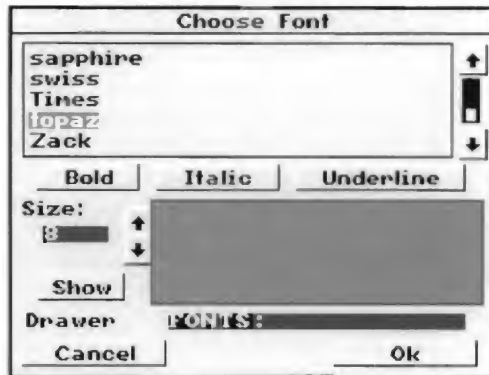 Choose Font
sapphire
swiss
Times
topaz
Zack
Bold Italic Underline
Size:
8
Show
Drawer FONTS:
Cancel Ok